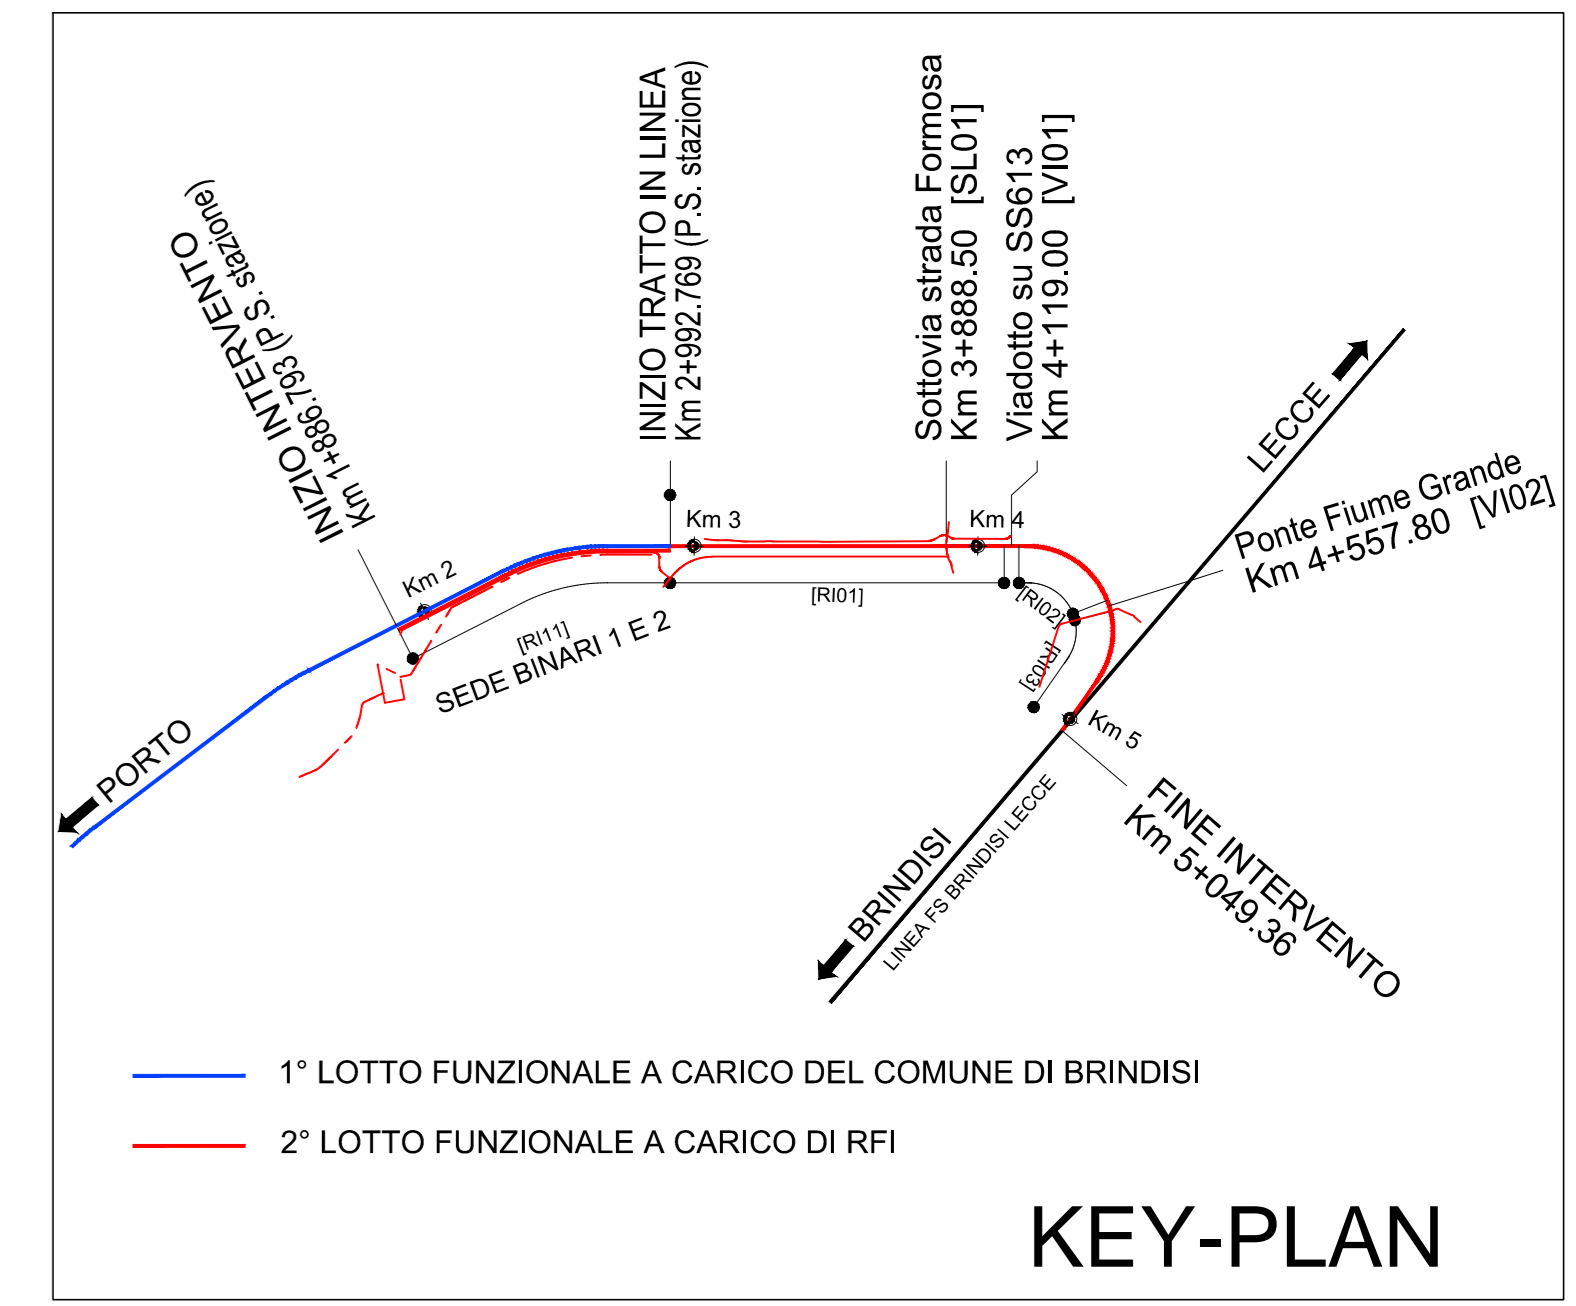 INIZIO INTERVENTO
Km 1+886.793 (P.S. stazione)
INIZIO TRATTO IN LINEA
Km 2+992.769 (P.S. stazione)
Sottovia strada Formosa
Km 3+888.50 [SL01]
Viadotto su SS613
Km 4+119.00 [VI01]
LECCE
Ponte Fiume Grande
Km 4+557.80 [VI02]
Km 2
Km 3
Km 4
[RI01]
[RI02]
[RI03]
[RI11]
SEDE BINARI 1 E 2
Km 5
PORTO
FINE INTERVENTO
Km 5+049.36
BRINDISI
LINEA FS BRINDISI LECCE
1° LOTTO FUNZIONALE A CARICO DEL COMUNE DI BRINDISI
2° LOTTO FUNZIONALE A CARICO DI RFI
KEY-PLAN